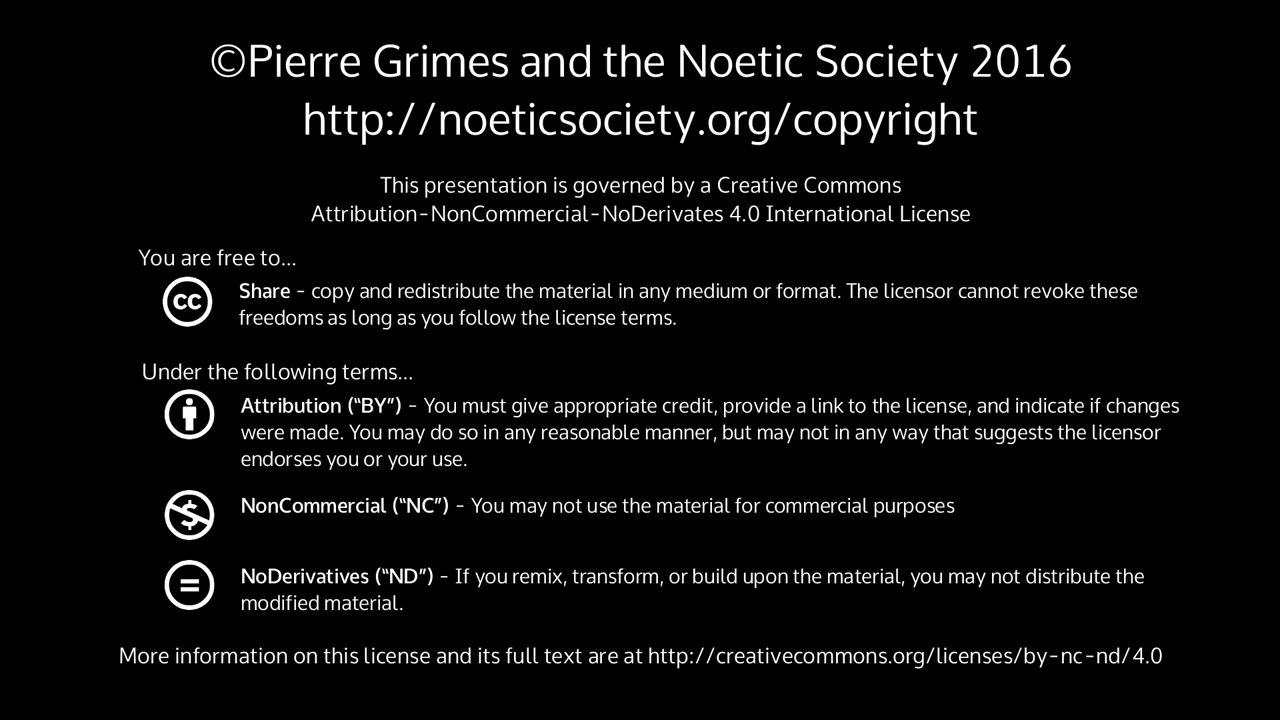 ©Pierre Grimes and the Noetic Society 2016
http://noeticsociety.org/copyright
This presentation is governed by a Creative Commons
Attribution-NonCommercial-NoDerivates 4.0 International License
You are free to...
cc
Share - copy and redistribute the material in any medium or format. The licensor cannot revoke these
freedoms as long as you follow the license terms.
Under the following terms...
Attribution (“BY”) - You must give appropriate credit, provide a link to the license, and indicate if changes
were made. You may do so in any reasonable manner, but may not in any way that suggests the licensor
endorses you or your use.
NonCommercial (“NC”) - You may not use the material for commercial purposes
NoDerivatives (“ND”) - If you remix, transform, or build upon the material, you may not distribute the
modified material.
More information on this license and its full text are at http://creativecommons.org/licenses/by-nc-nd/4.0